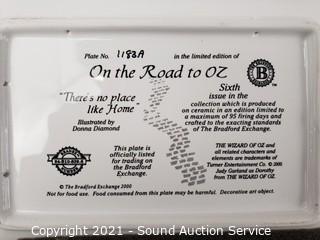 Plate No. 1183A in the limited edition of
On the Road to OZ
"There's no place
like Home"
Illustrated by
Donna Diamond
Sixth
issue in the
collection which is produced
on ceramic in an edition limited to
a maximum of 95 firing days and
crafted to the exacting standards
of The Bradford Exchange.
B
This plate is
officially listed
for trading on
the Bradford
Exchange.
THE WIZARD OF OZ and
all related characters and
elements are trademarks of
Turner Entertainment Co. © 2000
Judy Garland as Dorothy
from THE WIZARD OF OZ.
© The Bradford Exchange 2000
Not for food use. Food consumed from this plate may be harmful. Decorative art object.
Copyright 2021 - Sound Auction Service